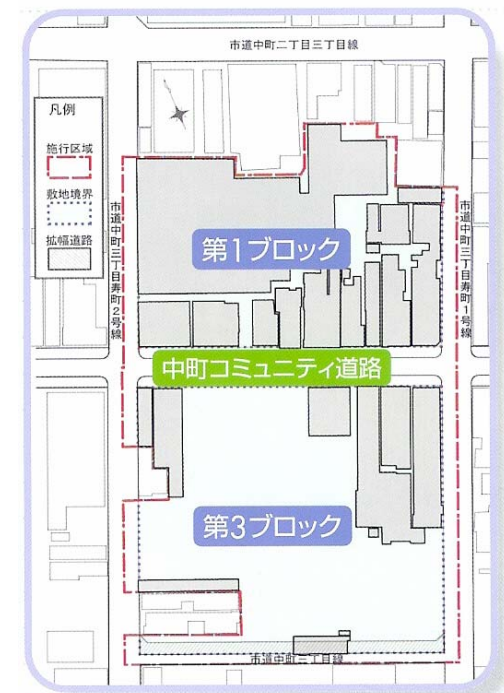 市道中町二丁目三丁目線
凡例
施行区域
敷地境界
拡幅道路
市道中町三丁目寿町2号線
市道中町三丁目寿町1号線
第1ブロック
中町コミュニティ道路
第3ブロック
市道中町三丁目線